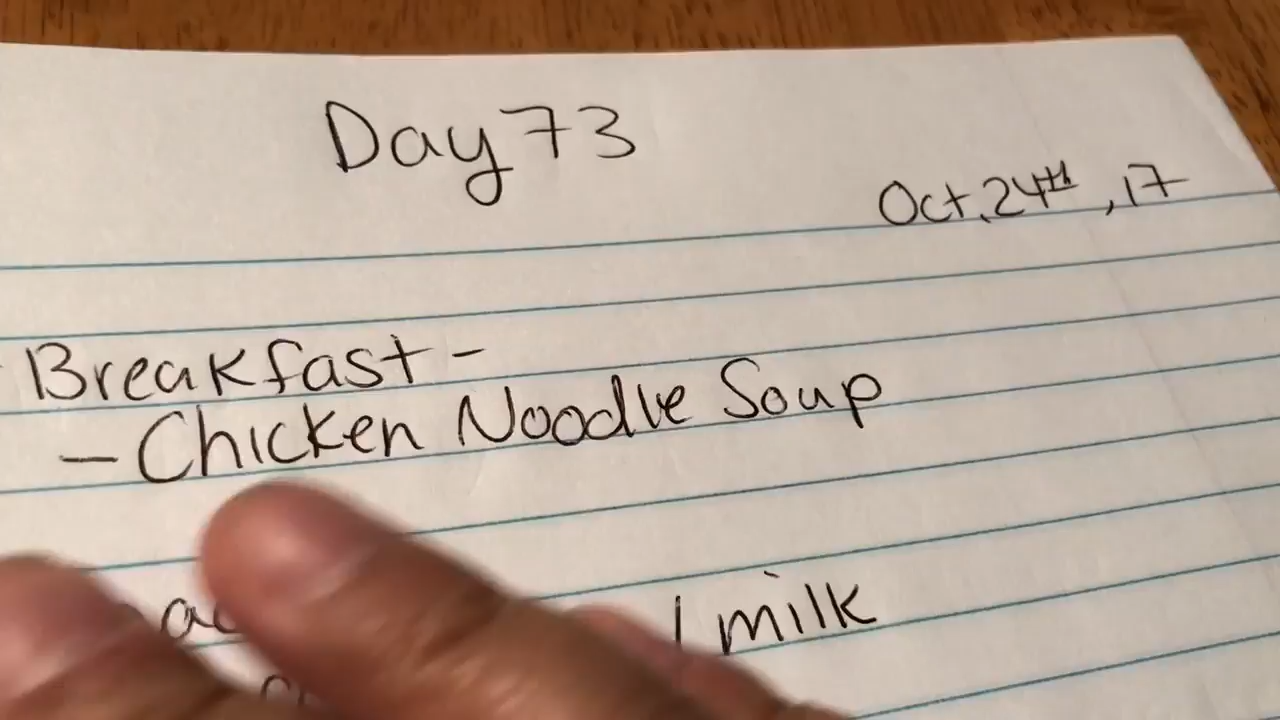 Day 73
Oct. 24th, 17
Breakfast -
- Chicken Noodle Soup
milk